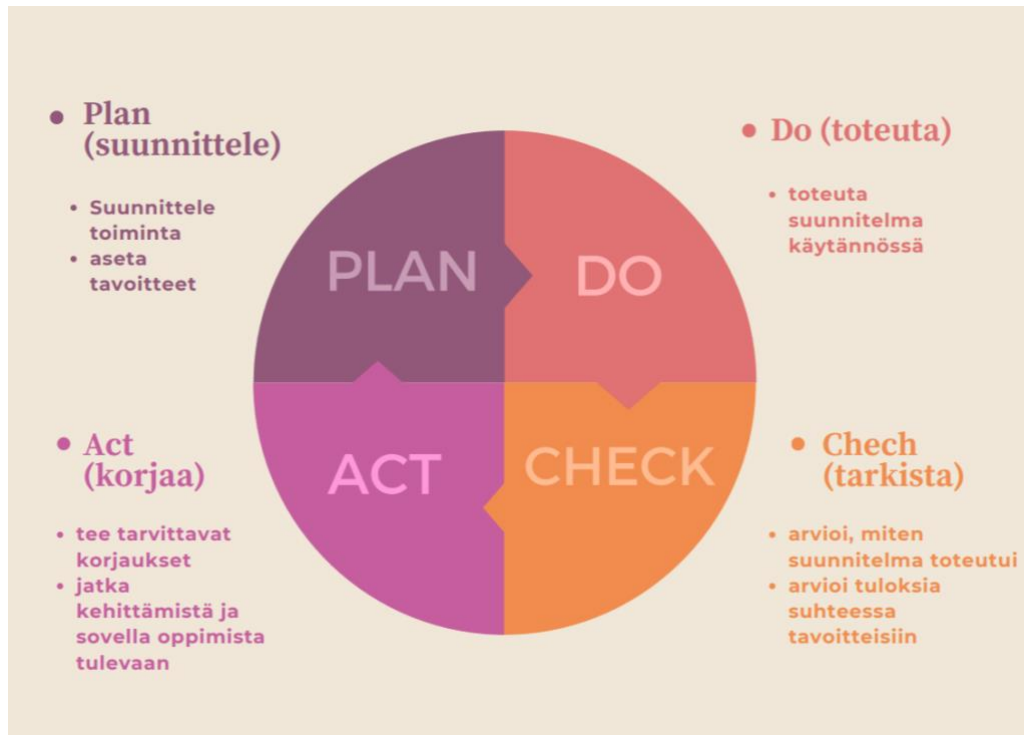 Plan
(suunnittele)
• Suunnittele
toiminta
• aseta
tavoitteet
Do (toteuta)
• toteuta
suunnitelma
käytännössä
PLAN
DO
ACT
CHECK
Act
(korjaa)
• tee tarvittavat
korjaukset
• jatka
kehittämistä ja
sovella oppimista
tulevaan
Chech
(tarkista)
• arvioi, miten
suunnitelma toteutui
• arvioi tuloksia
suhteessa
tavoitteisiin